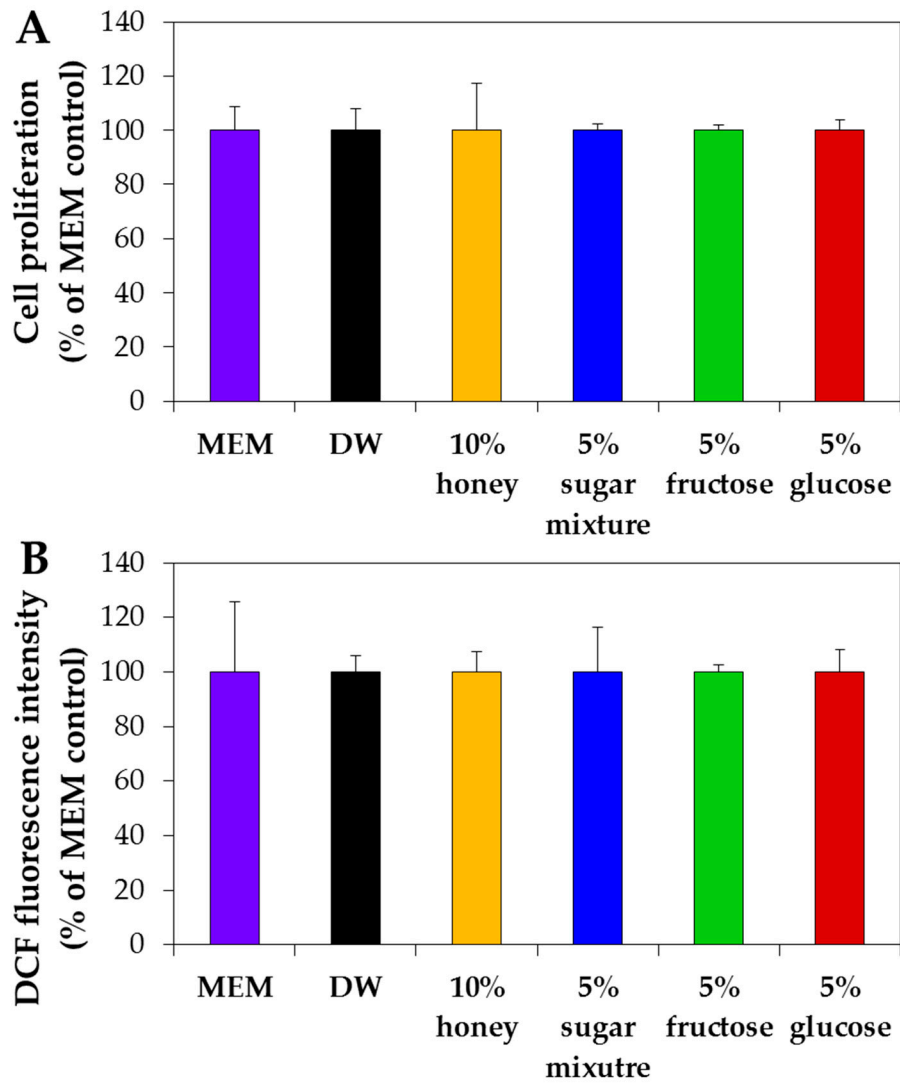 A
Cell proliferation
(% of MEM control)
140
120
100
80
60
40
20
0
MEM DW 10% 5% 5% 5%
honey sugar fructose glucose
mixture
B
DCF fluorescence intensity
(% of MEM control)
140
120
100
80
60
40
20
0
MEM DW 10% 5% 5% 5%
honey sugar fructose glucose
mixutre